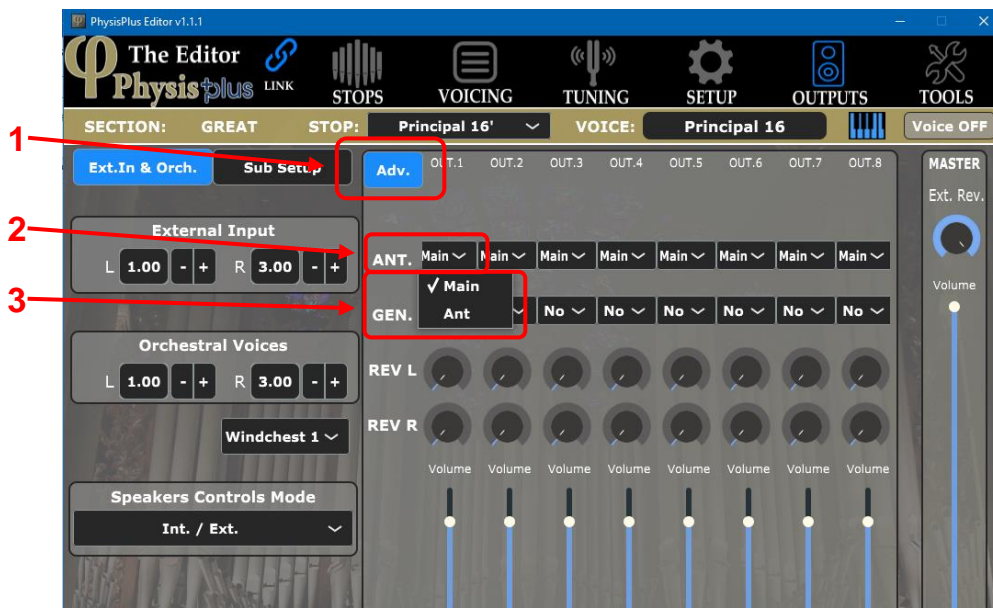 PhysisPlus Editor v1.1.1
The Editor
Physis plus
LINK
STOPS
VOICING
TUNING
SETUP
OUTPUTS
TOOLS
SECTION: GREAT STOP: Principal 16' VOICE: Principal 16 Voice OFF
1
Ext.In & Orch. Sub Setup Adv. OUT.1 OUT.2 OUT.3 OUT.4 OUT.5 OUT.6 OUT.7 OUT.8 MASTER
Ext. Rev.
2
External Input
L 1.00 - + R 3.00 - +
ANT. Main Main Main Main Main Main Main Main
3
✓ Main
Ant
Volume
GEN. No No No No No No
Orchestral Voices
L 1.00 - + R 3.00 - +
REV L
REV R
Windchest 1
Volume Volume Volume Volume Volume Volume Volume Volume
Speakers Controls Mode
Int. / Ext.